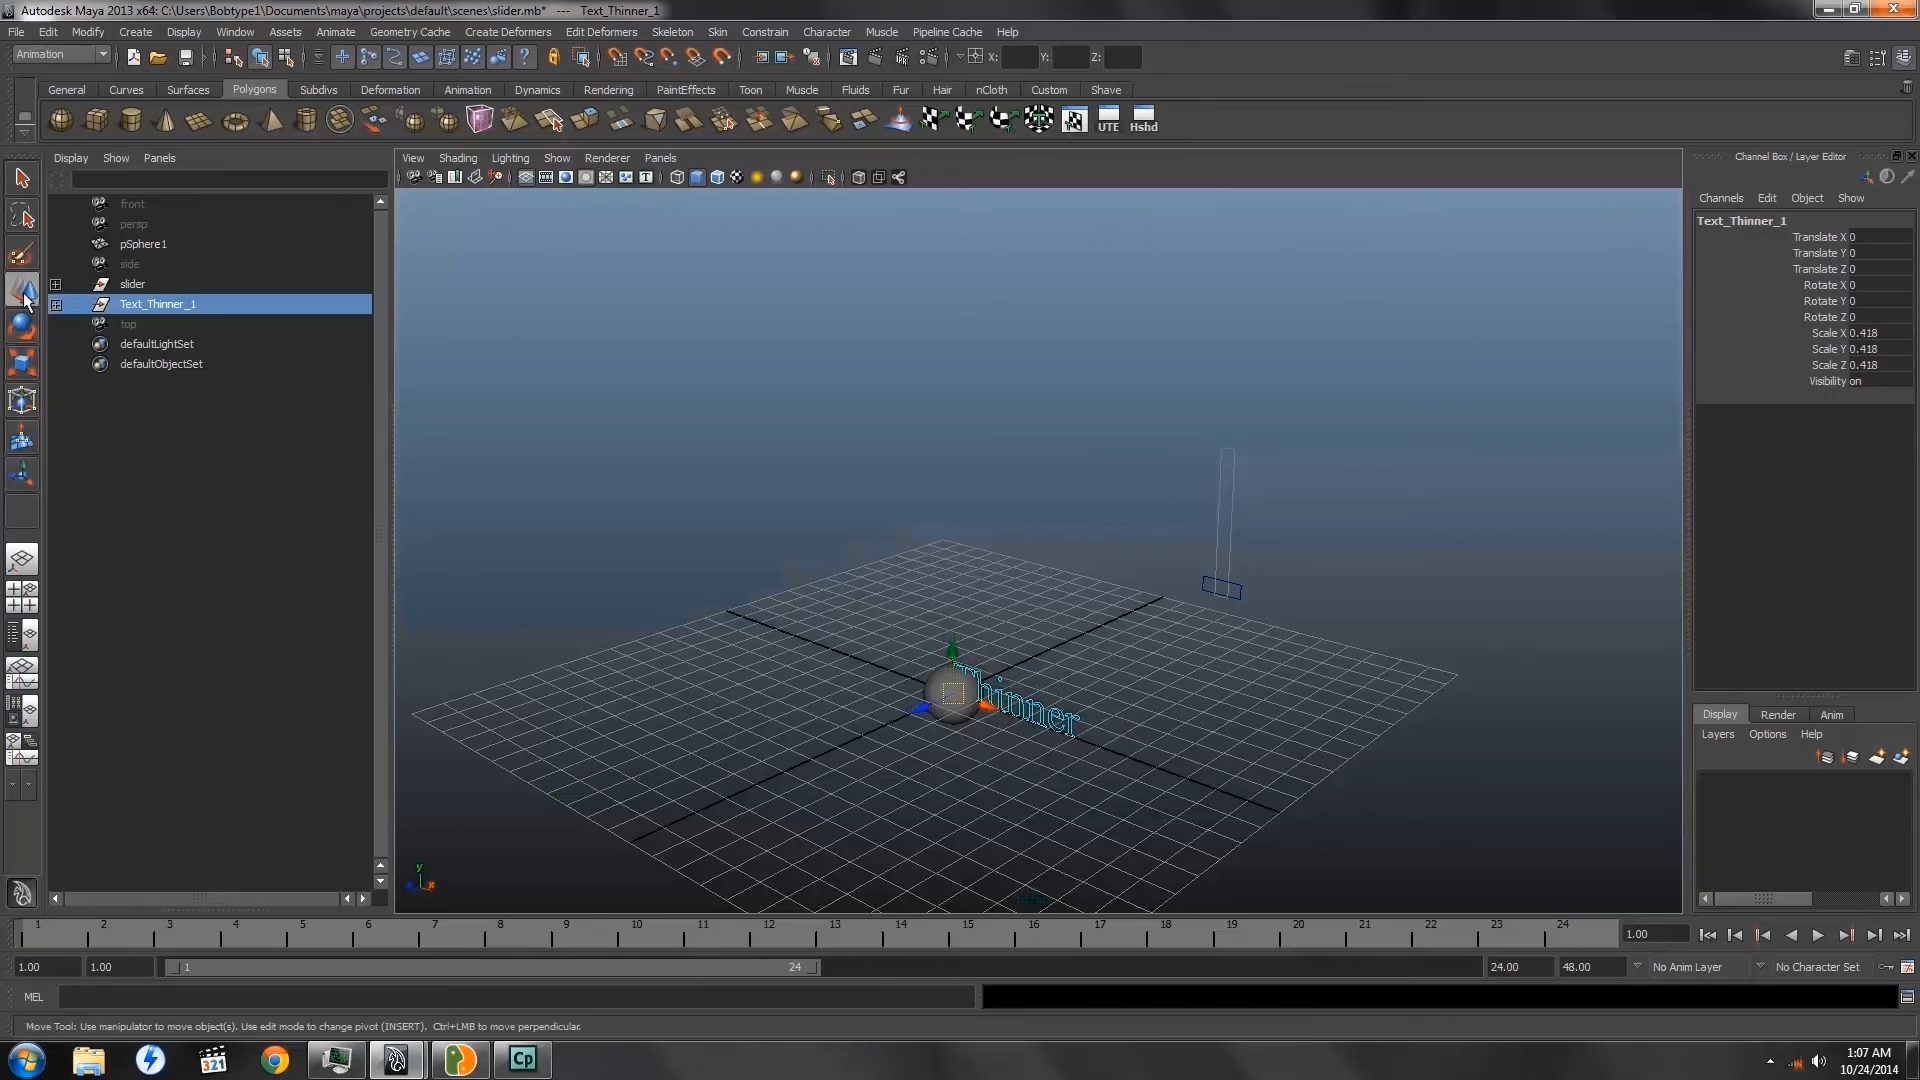 Autodesk Maya 2013 x64: C:\Users\Bobtype1\Documents\maya\projects\default\scenes\slider.mb* --- Text_Thinner_1
File Edit Modify Create Display Window Assets Animate Geometry Cache Create Deformers Edit Deformers Skeleton Skin Constrain Character Muscle Pipeline Cache Help
Animation X: Y: Z:
General Curves Surfaces Polygons Subdivs Deformation Animation Dynamics Rendering PaintEffects Toon Muscle Fluids Fur Hair nCloth Custom Shave
UTE Hshd
Display Show Panels
View Shading Lighting Show Renderer Panels
Channel Box / Layer Editor
Channels Edit Object Show
front
persp
pSphere1
side
slider
Text_Thinner_1
top
defaultLightSet
defaultObjectSet
Text_Thinner_1
Translate X 0
Translate Y 0
Translate Z 0
Rotate X 0
Rotate Y 0
Rotate Z 0
Scale X 0.418
Scale Y 0.418
Scale Z 0.418
Visibility on
Thinner
y
x
Display Render Anim
Layers Options Help
1 2 3 4 5 6 7 8 9 10 11 12 13 14 15 16 17 18 19 20 21 22 23 24
1.00
1.00 1.00 1 24 24.00 48.00 No Anim Layer No Character Set
MEL
Move Tool: Use manipulator to move object(s). Use edit mode to change pivot (INSERT). Ctrl+LMB to move perpendicular.
321
Cp
1:07 AM
10/24/2014